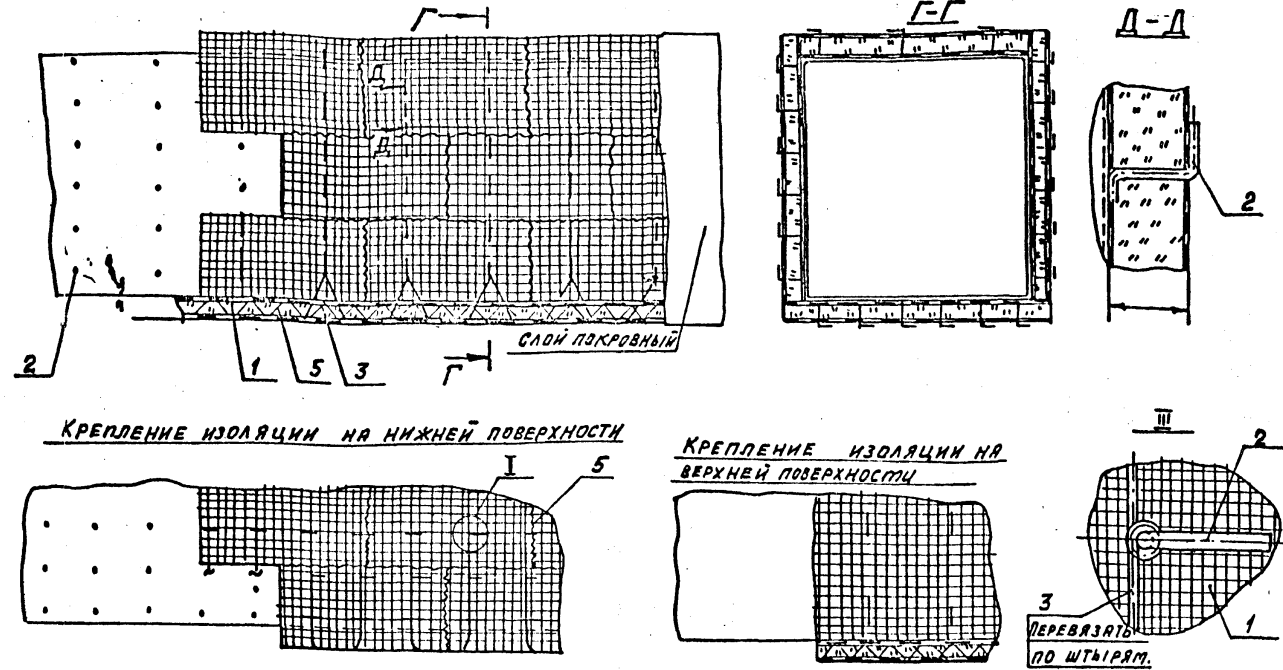 Г
Г-Г
Д-Д
Д
Д
2
СЛОЙ ПОКРОВНЫЙ
2
1
5
3
Г
КРЕПЛЕНИЕ ИЗОЛЯЦИИ НА НИЖНЕЙ ПОВЕРХНОСТИ
I
5
КРЕПЛЕНИЕ ИЗОЛЯЦИИ НА
ВЕРХНЕЙ ПОВЕРХНОСТИ
III
2
3
ПЕРЕВЯЗАТЬ
ПО ШТЫРЯМ.
1